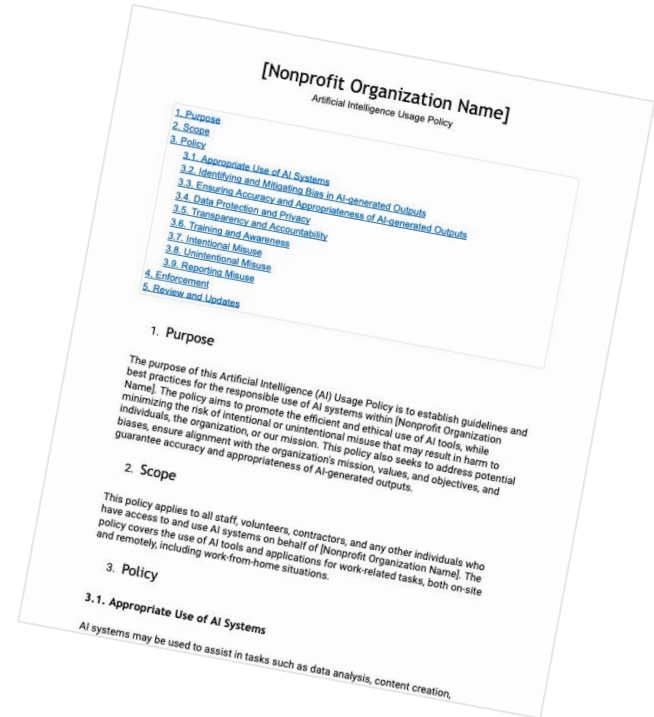 [Nonprofit Organization Name]
Artificial Intelligence Usage Policy
1. Purpose
2. Scope
3. Policy
3.1. Appropriate Use of AI Systems
3.2. Identifying and Mitigating Bias in AI-generated Outputs
3.3. Ensuring Accuracy and Appropriateness of AI-generated Outputs
3.4. Data Protection and Privacy
3.5. Transparency and Accountability
3.6. Training and Awareness
3.7. Intentional Misuse
3.8. Unintentional Misuse
3.9. Reporting Misuse
4. Enforcement
5. Review and Updates
1. Purpose
The purpose of this Artificial Intelligence (AI) Usage Policy is to establish guidelines and
best practices for the responsible use of AI systems within [Nonprofit Organization
Name]. The policy aims to promote the efficient and ethical use of AI tools, while
minimizing the risk of intentional or unintentional misuse that may result in harm to
individuals, the organization, or our mission. This policy also seeks to address potential
biases, ensure alignment with the organization's mission, values, and objectives, and
guarantee accuracy and appropriateness of AI-generated outputs.
2. Scope
This policy applies to all staff, volunteers, contractors, and any other individuals who
have access to and use AI systems on behalf of [Nonprofit Organization Name]. The
policy covers the use of AI tools and applications for work-related tasks, both on-site
and remotely, including work-from-home situations.
3. Policy
3.1. Appropriate Use of AI Systems
AI systems may be used to assist in tasks such as data analysis, content creation,